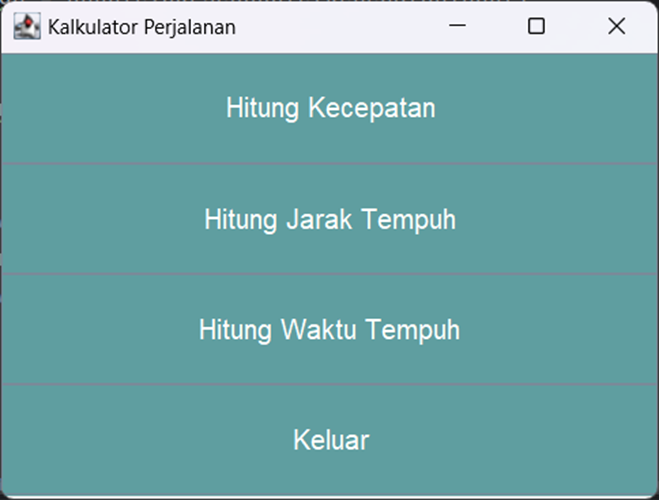 Kalkulator Perjalanan
Hitung Kecepatan
Hitung Jarak Tempuh
Hitung Waktu Tempuh
Keluar